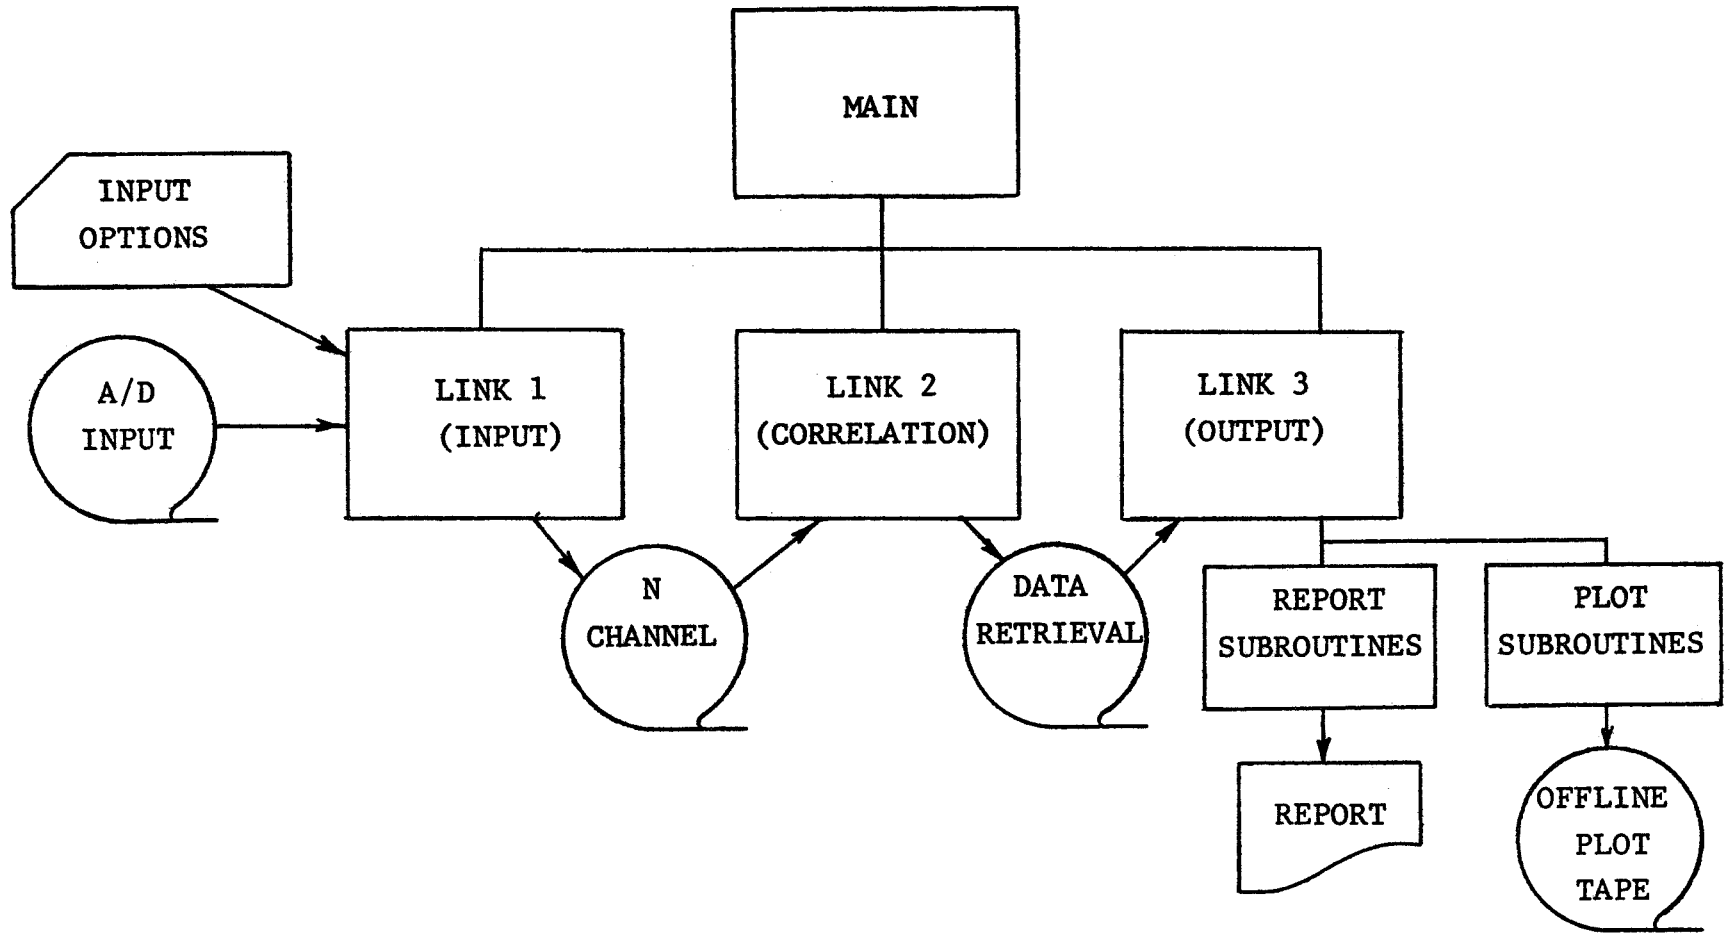 MAIN
INPUT
OPTIONS
A/D
INPUT
LINK 1
(INPUT)
LINK 2
(CORRELATION)
LINK 3
(OUTPUT)
N
CHANNEL
DATA
RETRIEVAL
REPORT
SUBROUTINES
PLOT
SUBROUTINES
REPORT
OFFLINE
PLOT
TAPE